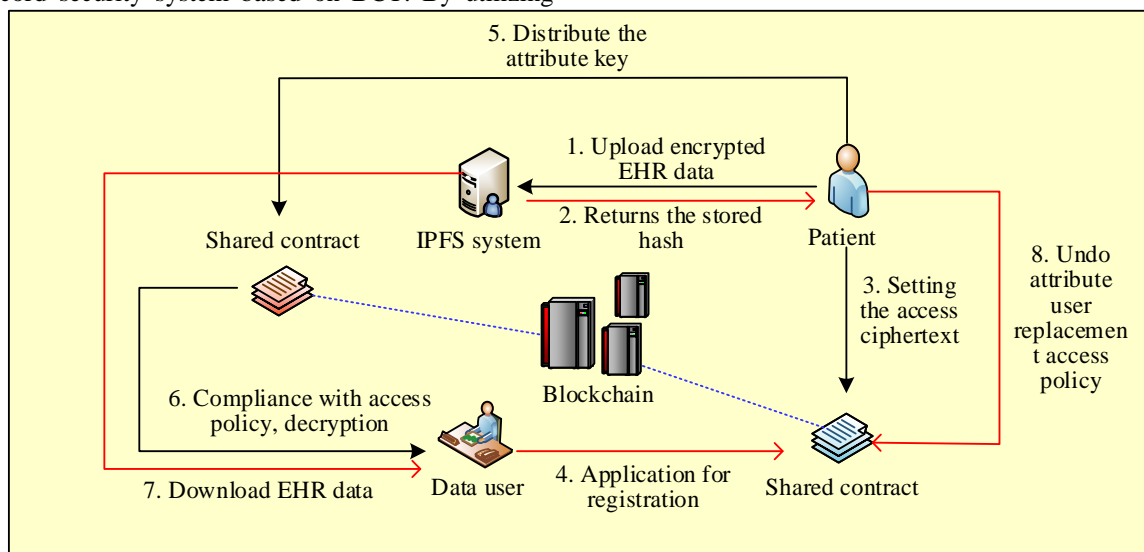 5. Distribute the
attribute key
1. Upload encrypted
EHR data
2. Returns the stored
hash
Shared contract
IPFS system
Patient
8. Undo
attribute
user
replacemen
t access
policy
3. Setting
the access
ciphertext
Blockchain
6. Compliance with access
policy, decryption
7. Download EHR data
Data user
4. Application for
registration
Shared contract